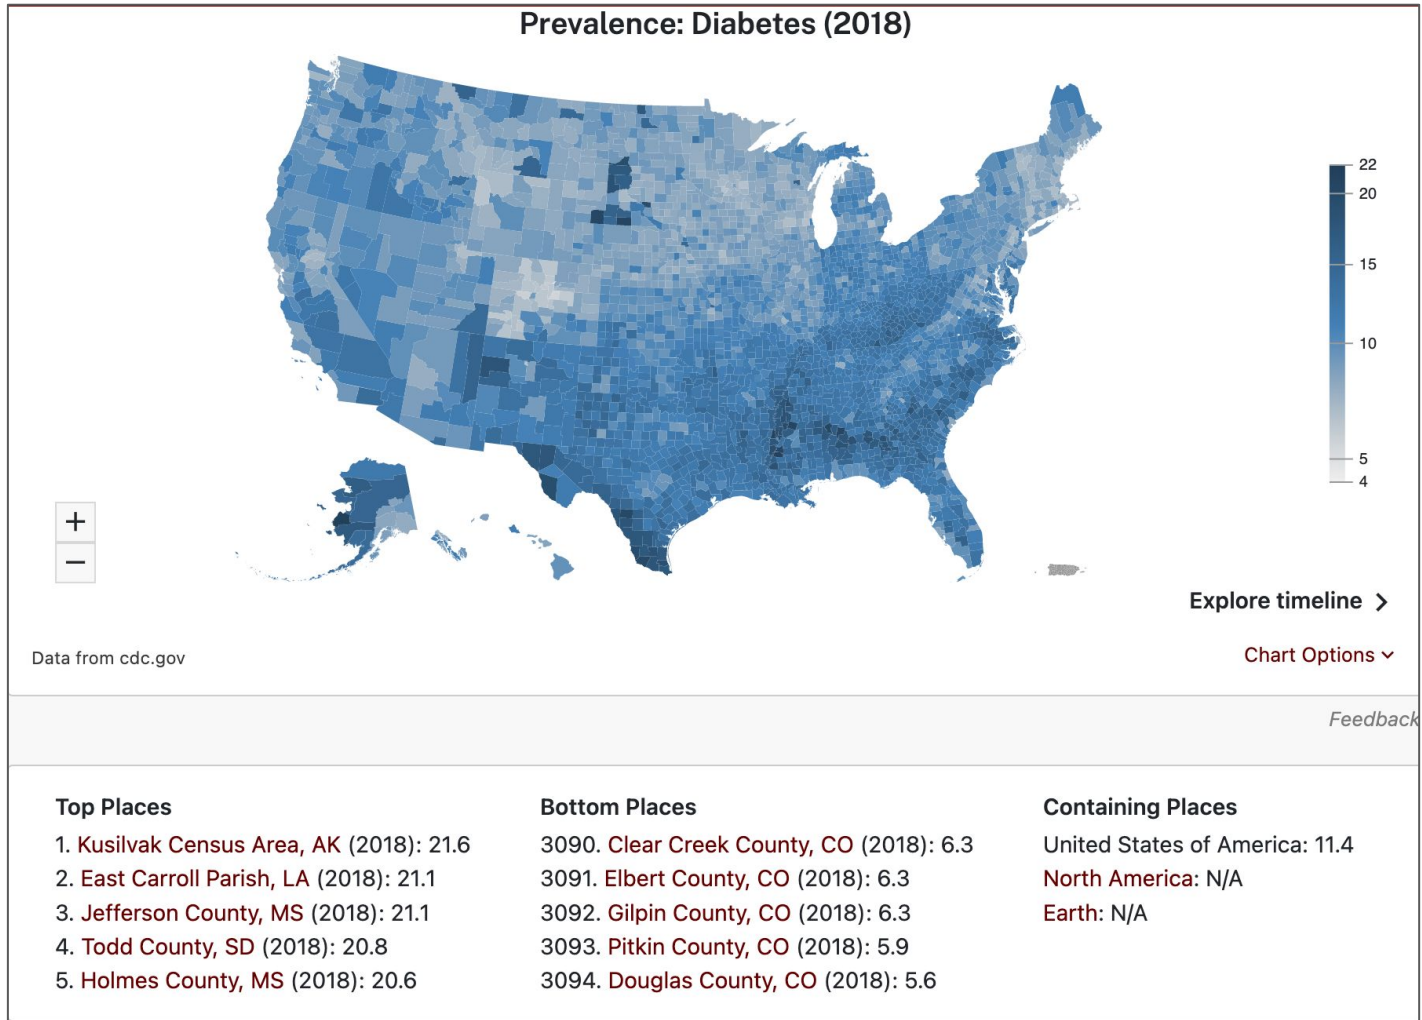 Prevalence: Diabetes (2018)
22
20
15
10
5
4
+
−
Explore timeline
Data from cdc.gov
Chart Options
Feedback
Top Places
1. Kusilvak Census Area, AK (2018): 21.6
2. East Carroll Parish, LA (2018): 21.1
3. Jefferson County, MS (2018): 21.1
4. Todd County, SD (2018): 20.8
5. Holmes County, MS (2018): 20.6
Bottom Places
3090. Clear Creek County, CO (2018): 6.3
3091. Elbert County, CO (2018): 6.3
3092. Gilpin County, CO (2018): 6.3
3093. Pitkin County, CO (2018): 5.9
3094. Douglas County, CO (2018): 5.6
Containing Places
United States of America: 11.4
North America: N/A
Earth: N/A